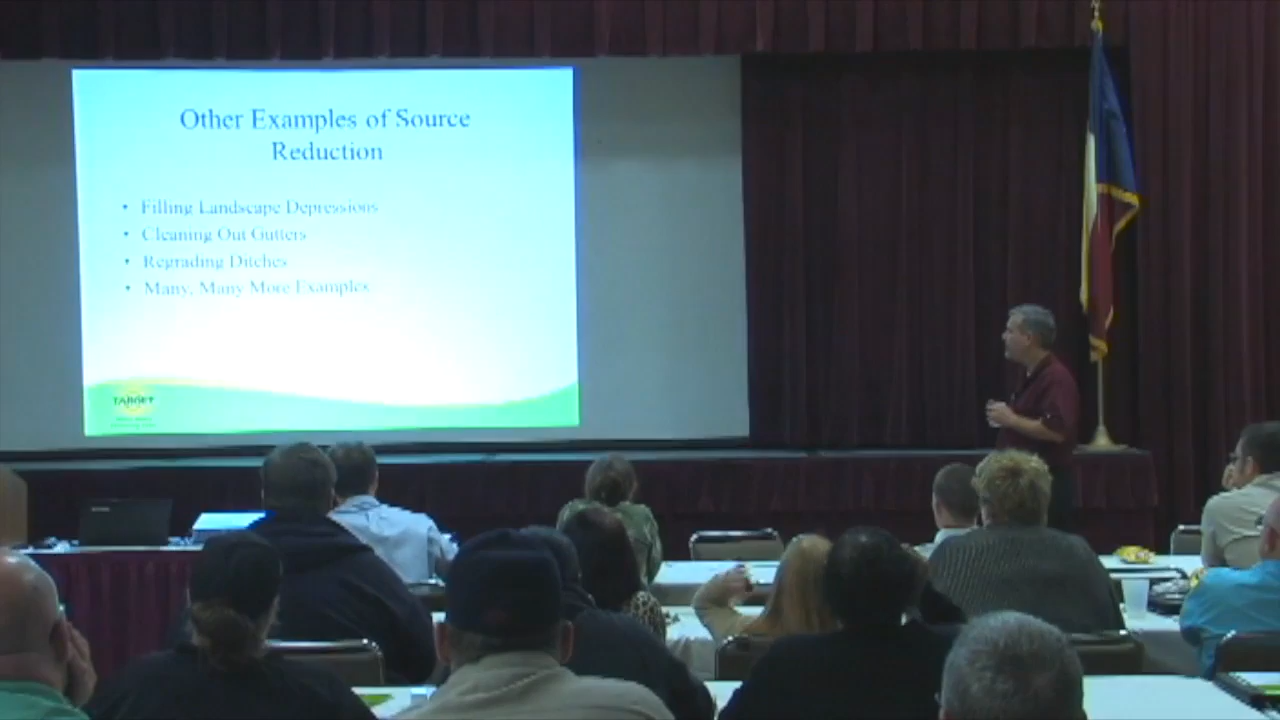 Other Examples of Source
Reduction
• Filling Landscape Depressions
• Cleaning Out Gutters
• Regrading Ditches
• Many, Many More Examples
TARGET